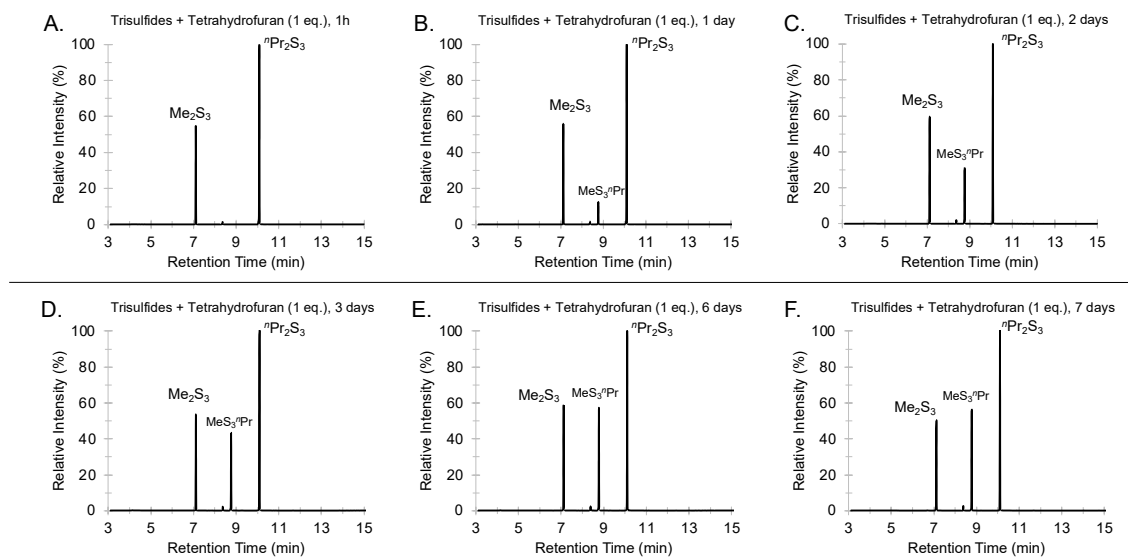 A. Trisulfides + Tetrahydrofuran (1 eq.), 1h
100
80
60
40
20
0
Relative Intensity (%)
Me₂S₃
ⁿPr₂S₃
3 5 7 9 11 13 15
Retention Time (min)
B. Trisulfides + Tetrahydrofuran (1 eq.), 1 day
100
80
60
40
20
0
Relative Intensity (%)
Me₂S₃
MeS₃ⁿPr
ⁿPr₂S₃
3 5 7 9 11 13 15
Retention Time (min)
C. Trisulfides + Tetrahydrofuran (1 eq.), 2 days
100
80
60
40
20
0
Relative Intensity (%)
Me₂S₃
MeS₃ⁿPr
ⁿPr₂S₃
3 5 7 9 11 13 15
Retention Time (min)
D. Trisulfides + Tetrahydrofuran (1 eq.), 3 days
100
80
60
40
20
0
Relative Intensity (%)
Me₂S₃
MeS₃ⁿPr
ⁿPr₂S₃
3 5 7 9 11 13 15
Retention Time (min)
E. Trisulfides + Tetrahydrofuran (1 eq.), 6 days
100
80
60
40
20
0
Relative Intensity (%)
Me₂S₃
MeS₃ⁿPr
ⁿPr₂S₃
3 5 7 9 11 13 15
Retention Time (min)
F. Trisulfides + Tetrahydrofuran (1 eq.), 7 days
100
80
60
40
20
0
Relative Intensity (%)
Me₂S₃
MeS₃ⁿPr
ⁿPr₂S₃
3 5 7 9 11 13 15
Retention Time (min)